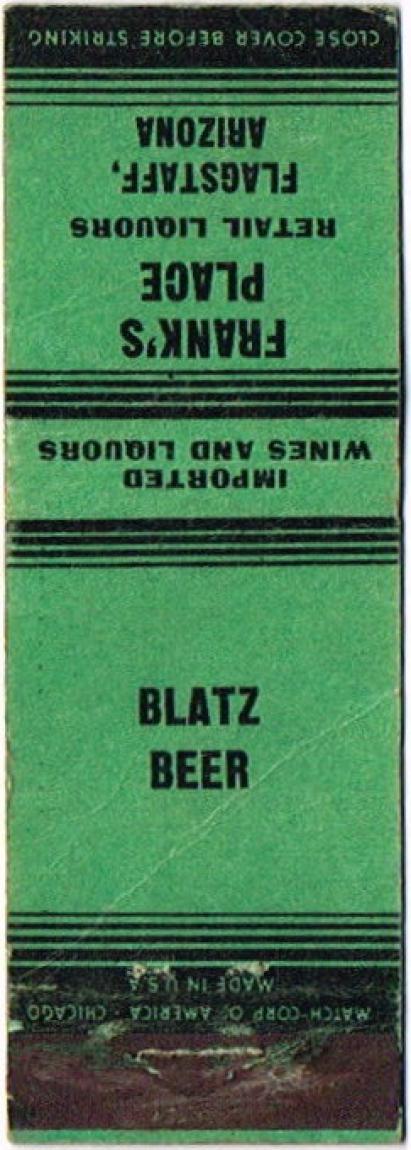 MATCH CORP O. AMERICA · CHICAGO
MADE IN U.S.A
BLATZ
BEER
IMPORTED
WINES AND LIQUORS
FRANK'S
PLACE
RETAIL LIQUORS
FLAGSTAFF,
ARIZONA
CLOSE COVER BEFORE STRIKING